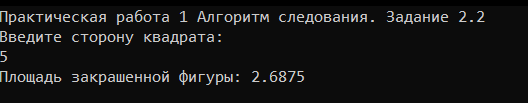 Практическая работа 1 Алгоритм следования. Задание 2.2
Введите сторону квадрата:
5
Площадь закрашенной фигуры: 2.6875